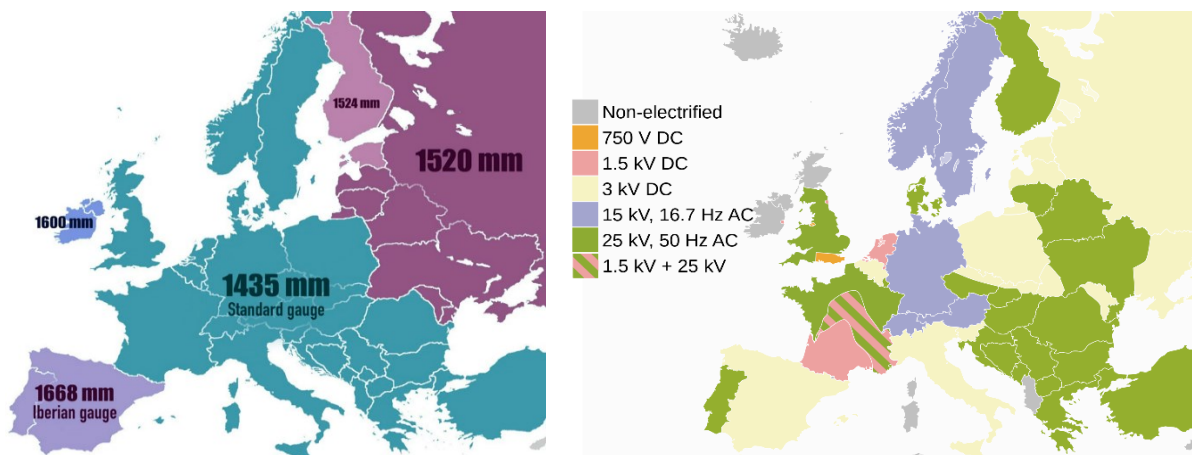 1524 mm
1520 mm
1600 mm
1435 mm
Standard gauge
1668 mm
Iberian gauge
Non-electrified
750 V DC
1.5 kV DC
3 kV DC
15 kV, 16.7 Hz AC
25 kV, 50 Hz AC
1.5 kV + 25 kV